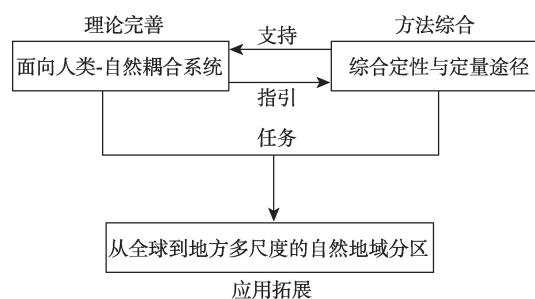 理论完善
方法综合
支持
面向人类-自然耦合系统
综合定性与定量途径
指引
任务
从全球到地方多尺度的自然地域分区
应用拓展